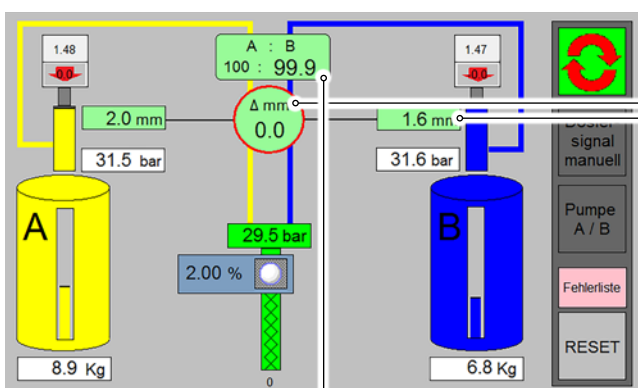 A : B
100 : 99.9
1.48
0.0
1.47
0.0
Δ mm
0.0
2.0 mm
1.6 mm
31.5 bar
31.6 bar
Dosier
signal
manuell
A
B
Pumpe
A / B
29.5 bar
2.00 %
Fehlerliste
RESET
8.9 Kg
6.8 Kg
0